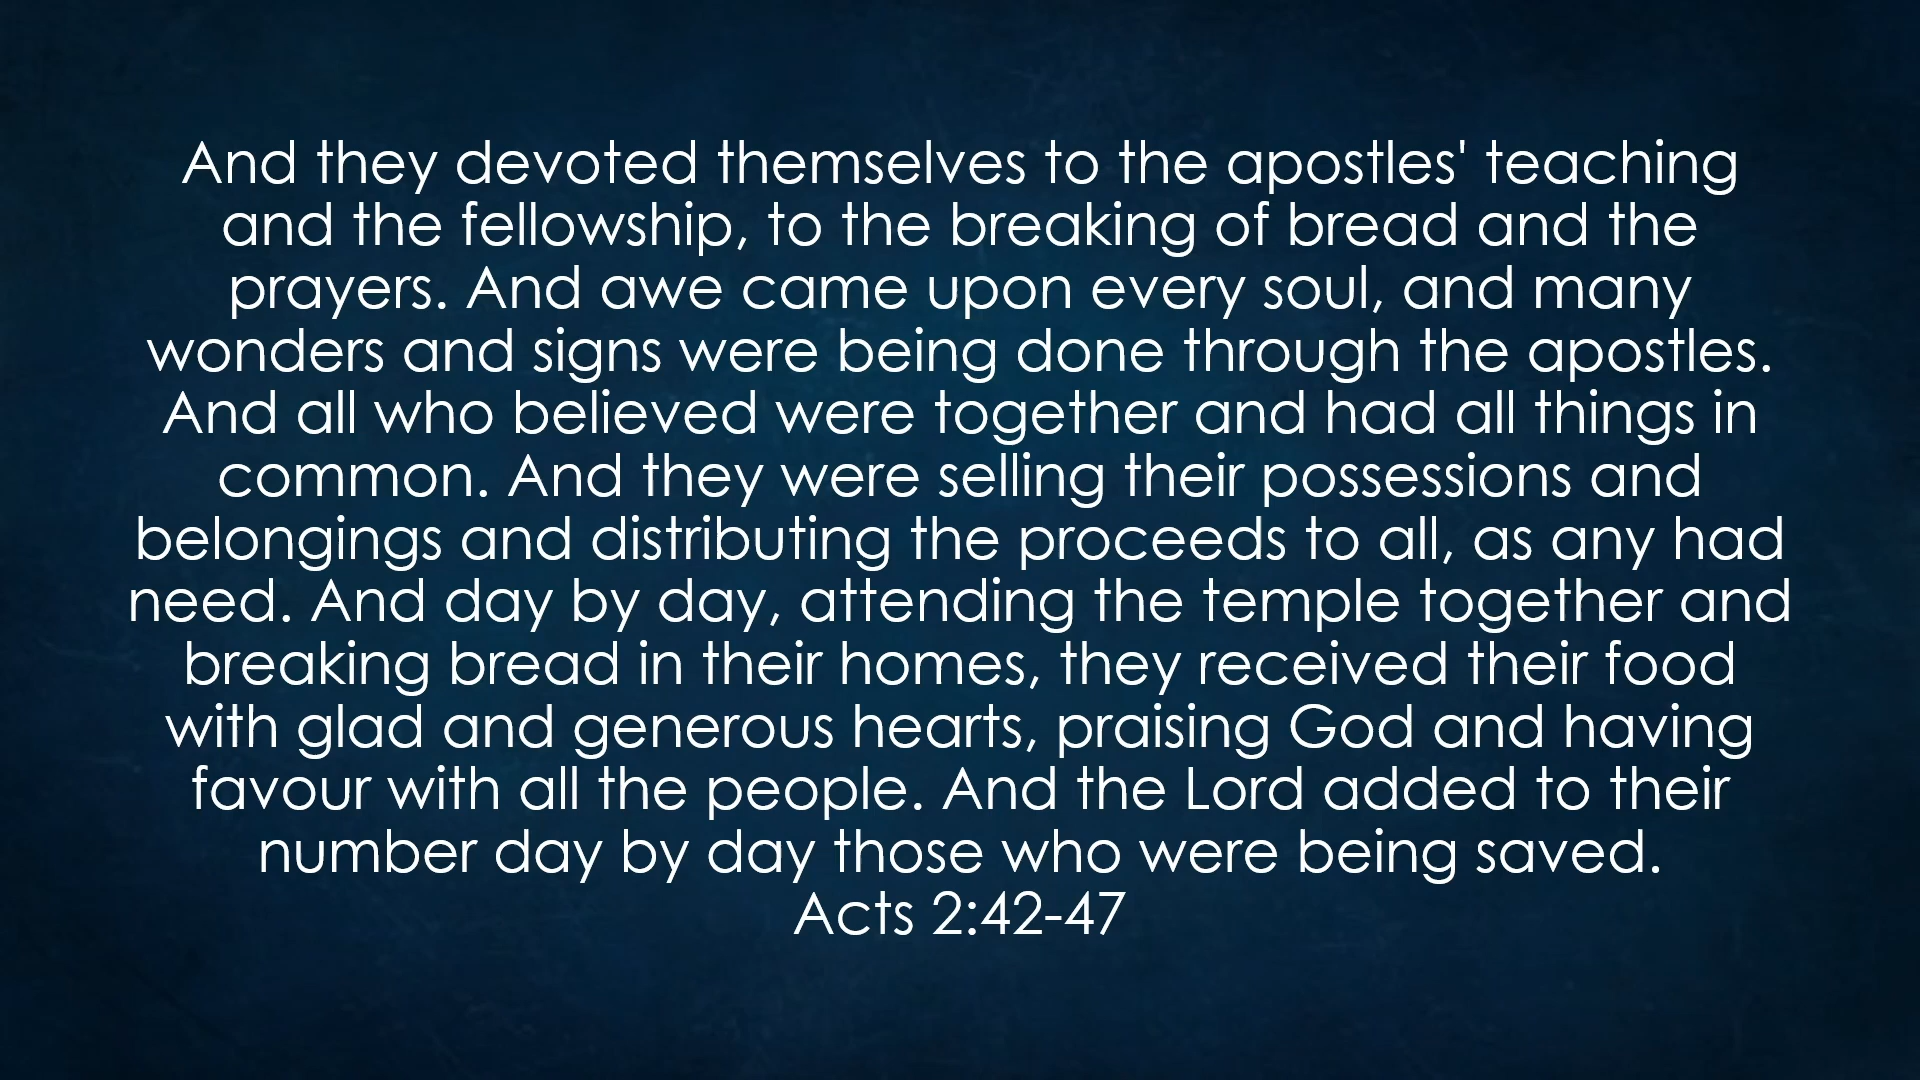 And they devoted themselves to the apostles' teaching
and the fellowship, to the breaking of bread and the
prayers. And awe came upon every soul, and many
wonders and signs were being done through the apostles.
And all who believed were together and had all things in
common. And they were selling their possessions and
belongings and distributing the proceeds to all, as any had
need. And day by day, attending the temple together and
breaking bread in their homes, they received their food
with glad and generous hearts, praising God and having
favour with all the people. And the Lord added to their
number day by day those who were being saved.
Acts 2:42-47